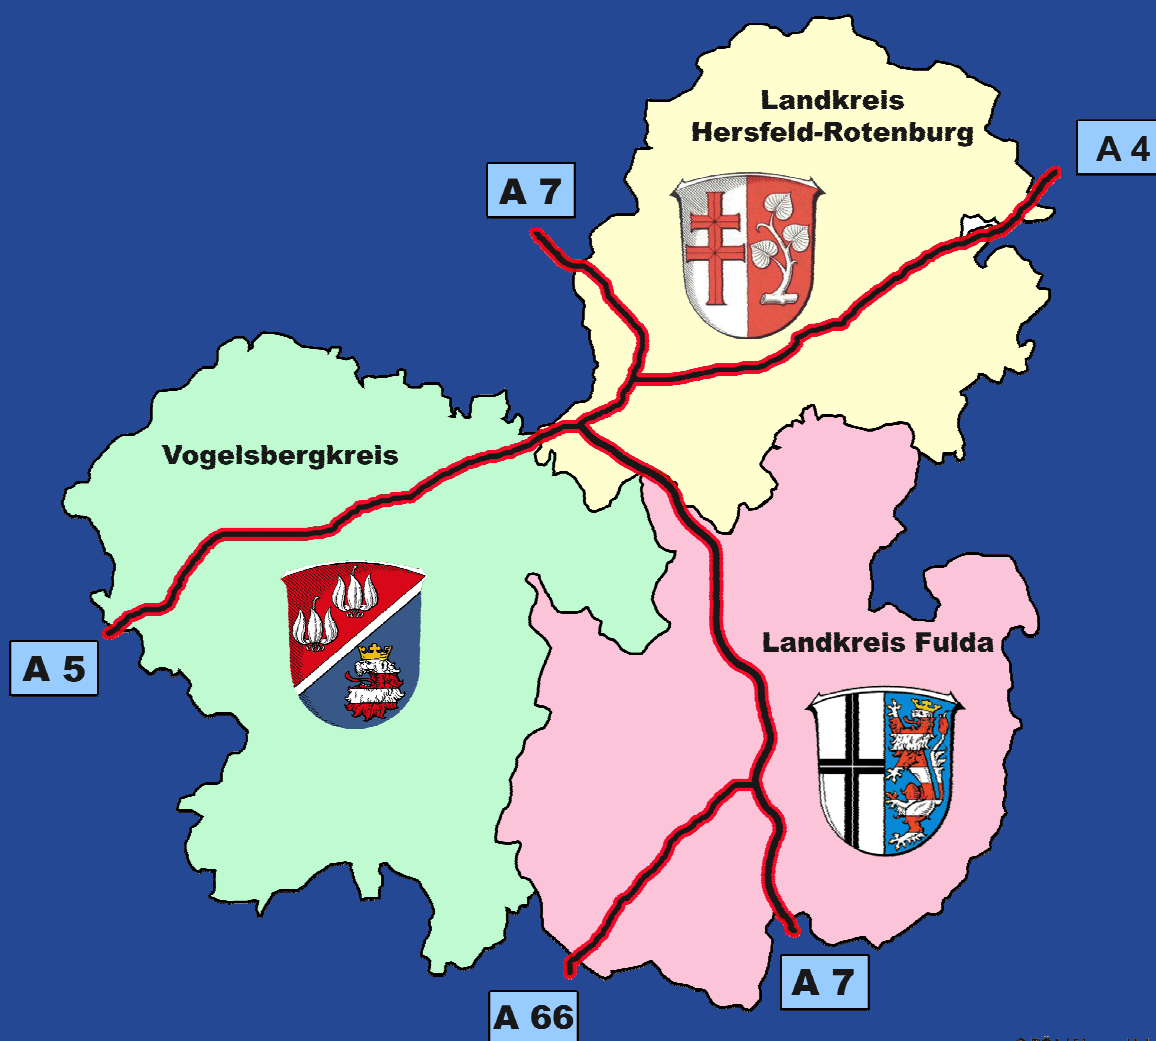 Landkreis
Hersfeld-Rotenburg
A 4
A 7
Vogelsbergkreis
A 5
Landkreis Fulda
A 7
A 66